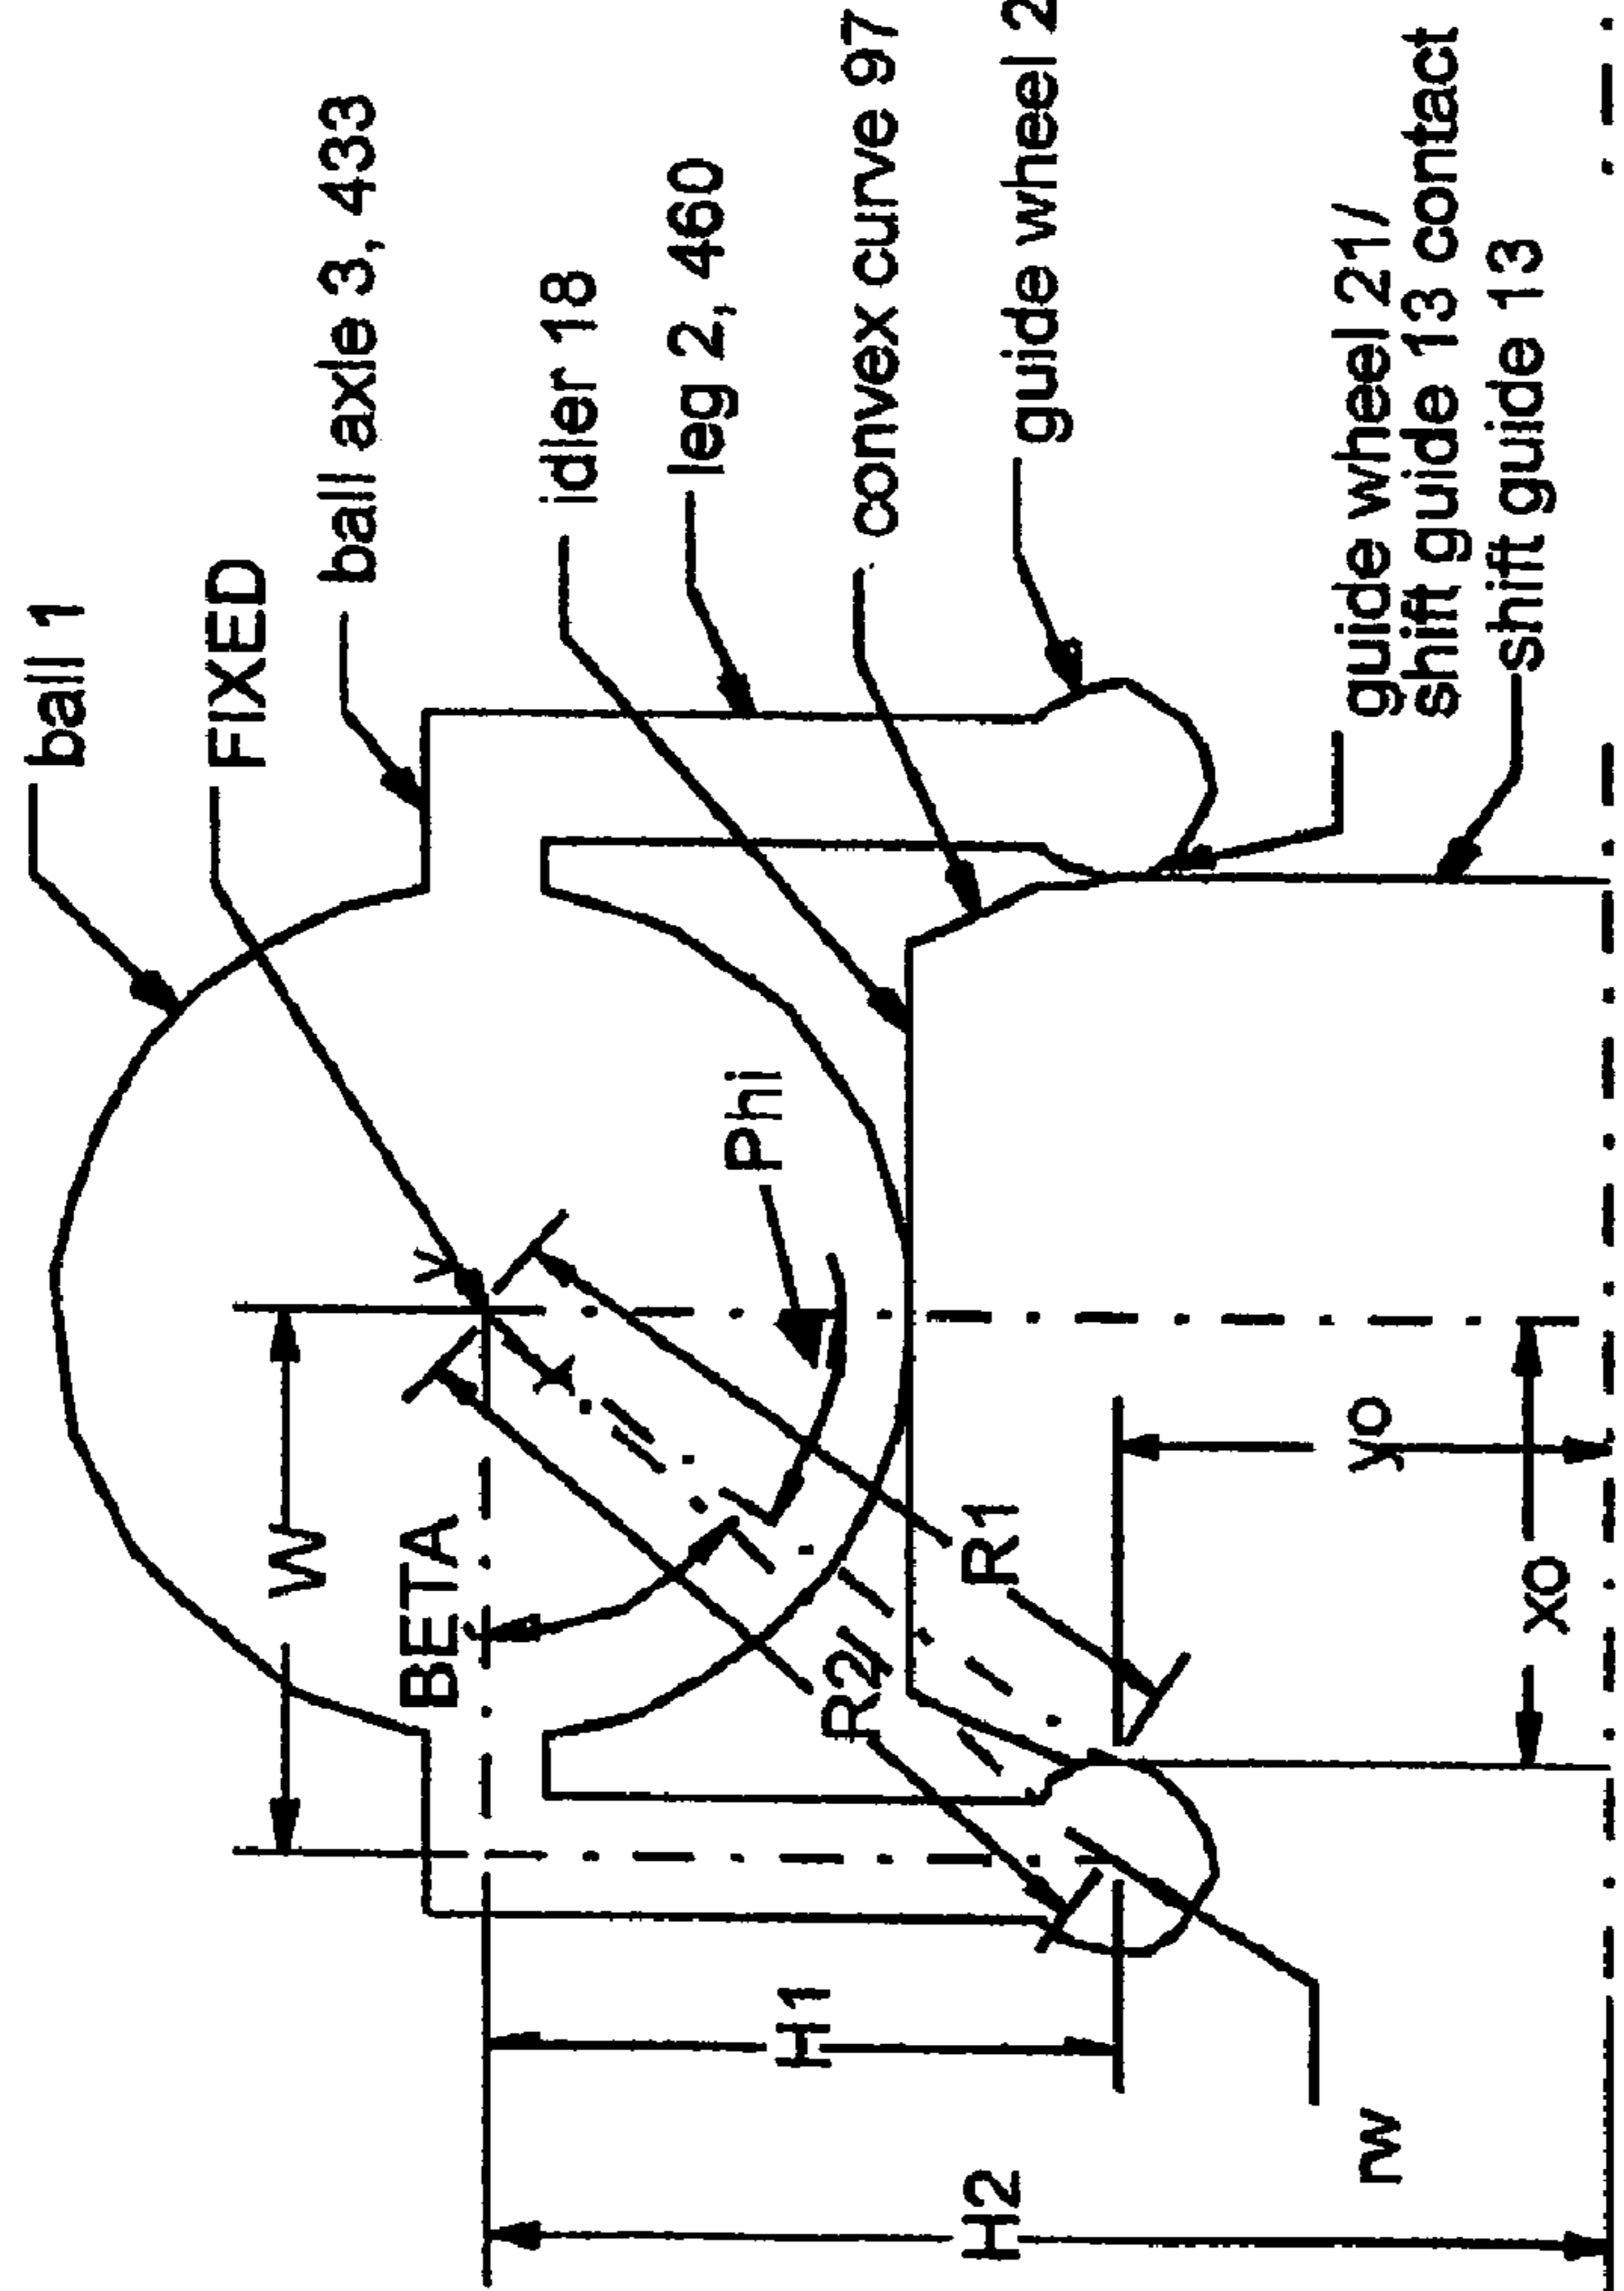 ball 1
FIXED
ball axle 3, 433
idler 18
leg 2, 460
convex curve 97
guide wheel 2
guide wheel 21/
shift guide 13 contact
shift guide 13
W
BETA
Phi
R1
R2
yo
xo
H1
H2
rw